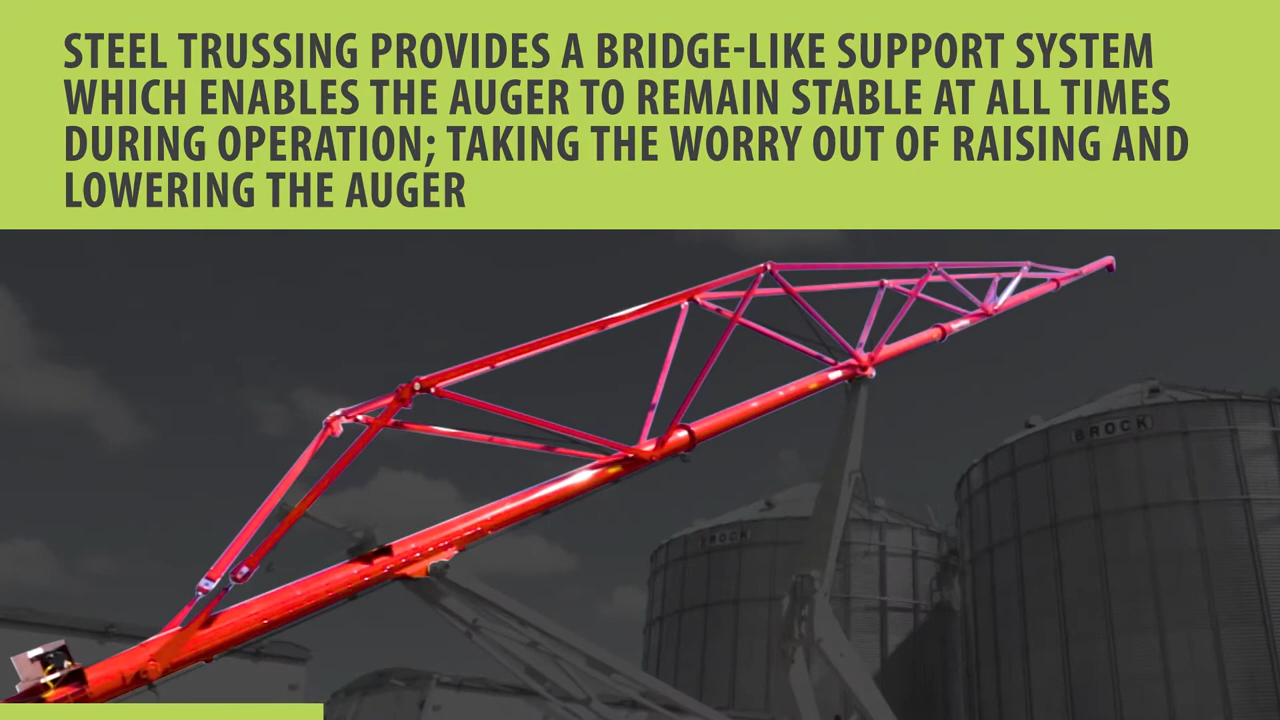 STEEL TRUSSING PROVIDES A BRIDGE-LIKE SUPPORT SYSTEM
WHICH ENABLES THE AUGER TO REMAIN STABLE AT ALL TIMES
DURING OPERATION; TAKING THE WORRY OUT OF RAISING AND
LOWERING THE AUGER
BROCK
BROCK